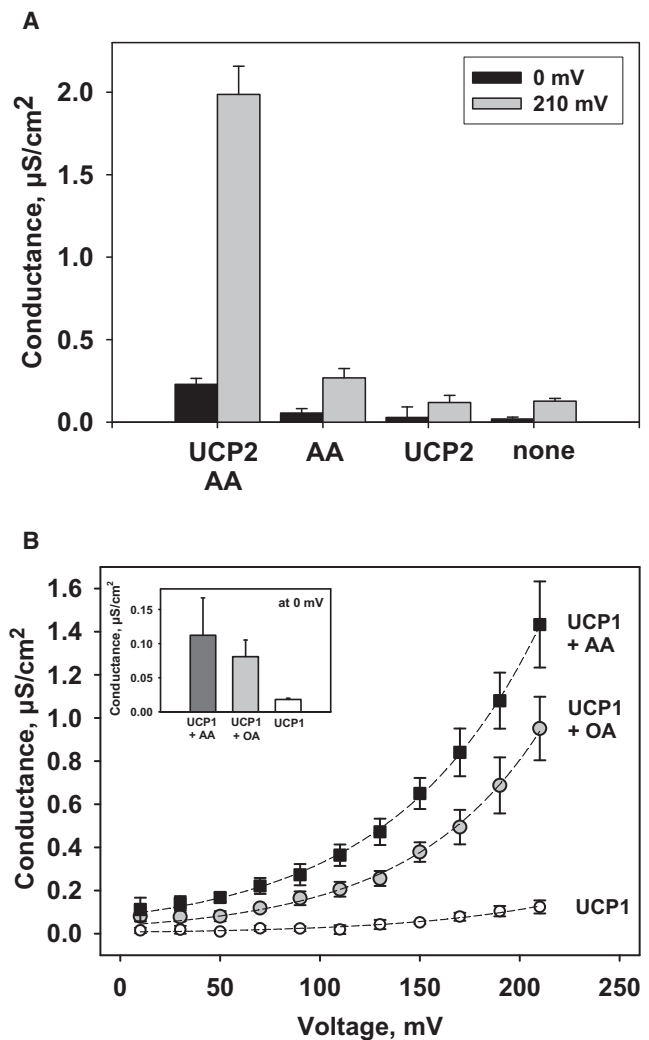 A
Conductance, µS/cm²
2.0
1.5
1.0
0.5
0.0
0 mV
210 mV
UCP2 AA UCP2 none
AA
B
Conductance, µS/cm²
1.6
1.4
1.2
1.0
0.8
0.6
0.4
0.2
0.0
Conductance, µS/cm²
0.15
0.10
0.05
0.00
at 0 mV
UCP1 UCP1 UCP1
+ AA + OA
UCP1
+ AA
UCP1
+ OA
UCP1
0 50 100 150 200 250
Voltage, mV